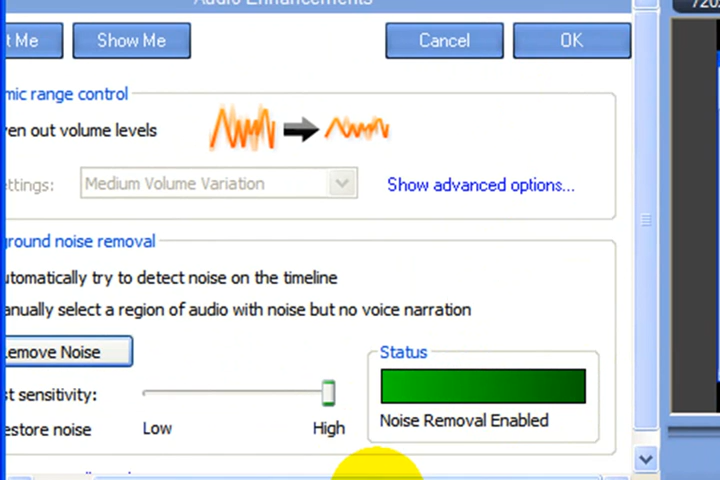 Audio Enhancements
720
t Me
Show Me
Cancel
OK
mic range control
ven out volume levels
ettings:
Medium Volume Variation
Show advanced options...
ground noise removal
utomatically try to detect noise on the timeline
anually select a region of audio with noise but no voice narration
emove Noise
Status
st sensitivity:
Noise Removal Enabled
estore noise
Low
High